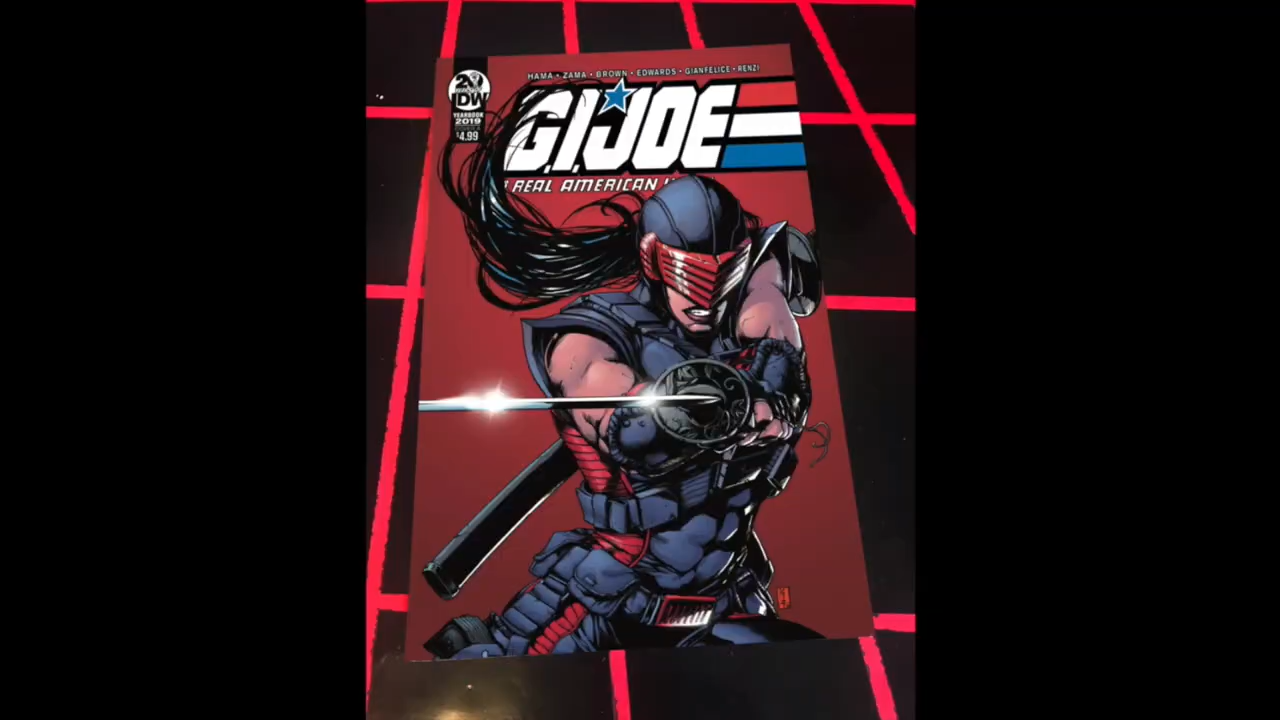 HAMA • ZAMA • BROWN • EDWARDS • GIANFELICE • RENZI
20
IDW
YEARBOOK
2019
$4.99
G.I. JOE
A REAL AMERICAN H